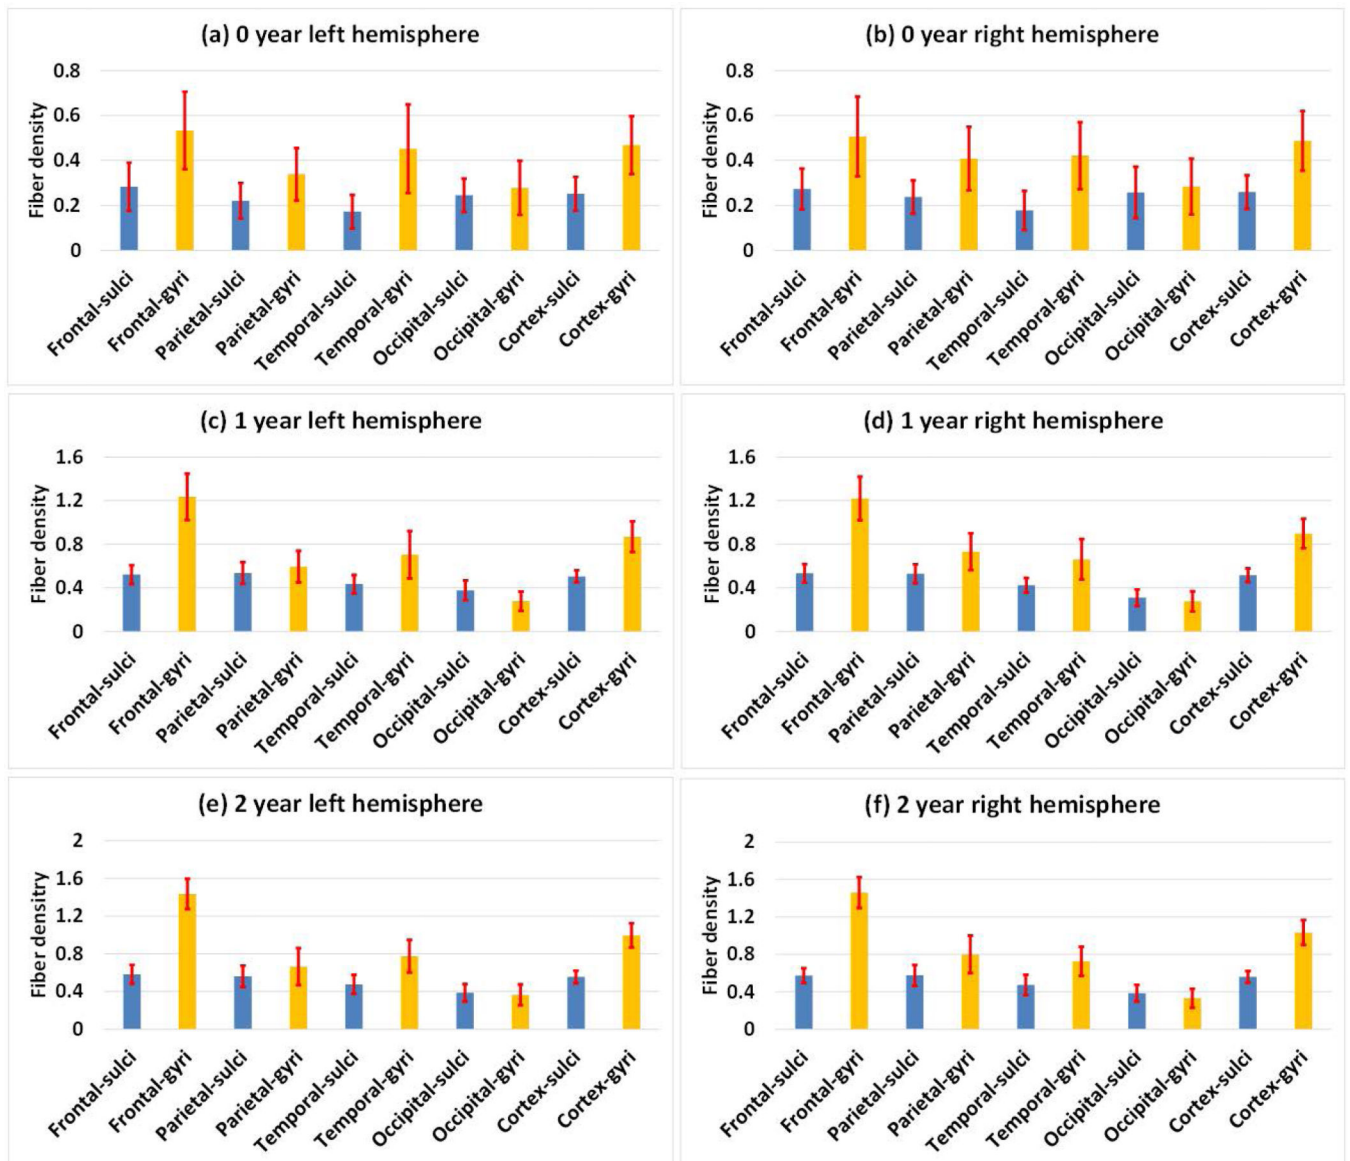 (a) 0 year left hemisphere
Fiber density
0.8
0.6
0.4
0.2
0
Frontal-sulci
Frontal-gyri
Parietal-sulci
Parietal-gyri
Temporal-sulci
Temporal-gyri
Occipital-sulci
Occipital-gyri
Cortex-sulci
Cortex-gyri
(b) 0 year right hemisphere
Fiber density
0.8
0.6
0.4
0.2
0
Frontal-sulci
Frontal-gyri
Parietal-sulci
Parietal-gyri
Temporal-sulci
Temporal-gyri
Occipital-sulci
Occipital-gyri
Cortex-sulci
Cortex-gyri
(c) 1 year left hemisphere
Fiber density
1.6
1.2
0.8
0.4
0
Frontal-sulci
Frontal-gyri
Parietal-sulci
Parietal-gyri
Temporal-sulci
Temporal-gyri
Occipital-sulci
Occipital-gyri
Cortex-sulci
Cortex-gyri
(d) 1 year right hemisphere
Fiber density
1.6
1.2
0.8
0.4
0
Frontal-sulci
Frontal-gyri
Parietal-sulci
Parietal-gyri
Temporal-sulci
Temporal-gyri
Occipital-sulci
Occipital-gyri
Cortex-sulci
Cortex-gyri
(e) 2 year left hemisphere
Fiber densitry
2
1.6
1.2
0.8
0.4
0
Frontal-sulci
Frontal-gyri
Parietal-sulci
Parietal-gyri
Temporal-sulci
Temporal-gyri
Occipital-sulci
Occipital-gyri
Cortex-sulci
Cortex-gyri
(f) 2 year right hemisphere
Fiber density
2
1.6
1.2
0.8
0.4
0
Frontal-sulci
Frontal-gyri
Parietal-sulci
Parietal-gyri
Temporal-sulci
Temporal-gyri
Occipital-sulci
Occipital-gyri
Cortex-sulci
Cortex-gyri